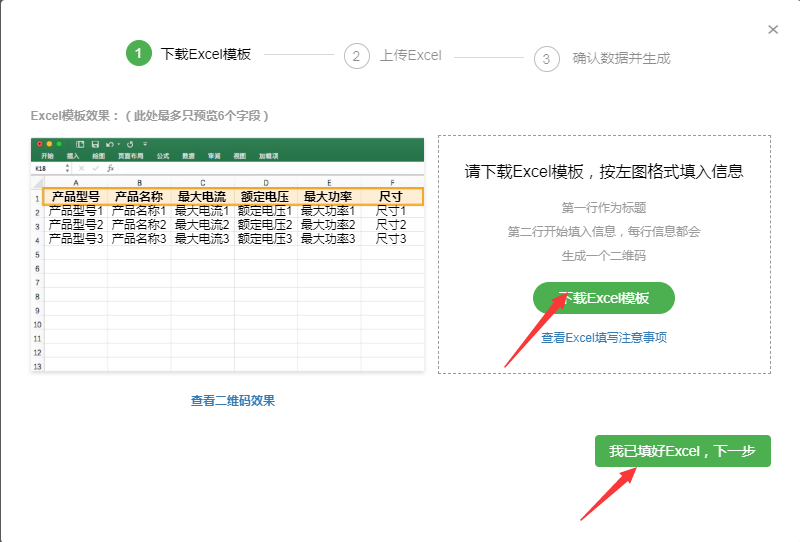 ×
1 下载Excel模板 2 上传Excel 3 确认数据并生成
Excel模板效果：（此处最多只预览6个字段）
开始 插入 绘图 页面布局 公式 数据 审阅 视图 加载项
K18 fx
A B C D E F
1 产品型号 产品名称 最大电流 额定电压 最大功率 尺寸
2 产品型号1 产品名称1 最大电流1 额定电压1 最大功率1 尺寸1
3 产品型号2 产品名称2 最大电流2 额定电压2 最大功率2 尺寸2
4 产品型号3 产品名称3 最大电流3 额定电压3 最大功率3 尺寸3
5
6
7
8
9
10
11
12
13
查看二维码效果
请下载Excel模板，按左图格式填入信息
第一行作为标题
第二行开始填入信息，每行信息都会
生成一个二维码
下载Excel模板
查看Excel填写注意事项
我已填好Excel，下一步